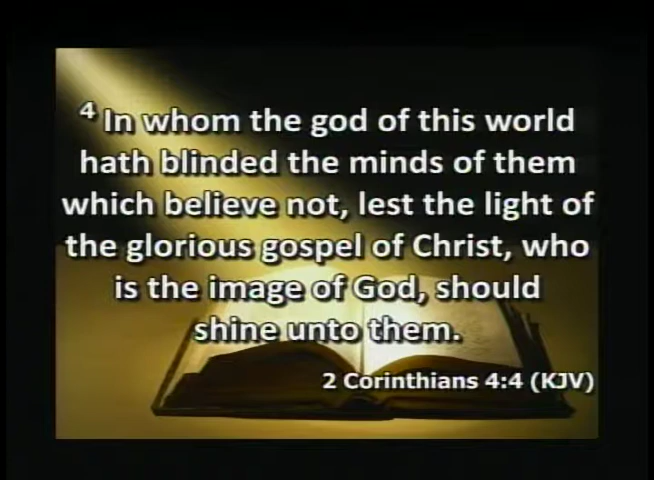 4 In whom the god of this world
hath blinded the minds of them
which believe not, lest the light of
the glorious gospel of Christ, who
is the image of God, should
shine unto them.
2 Corinthians 4:4 (KJV)